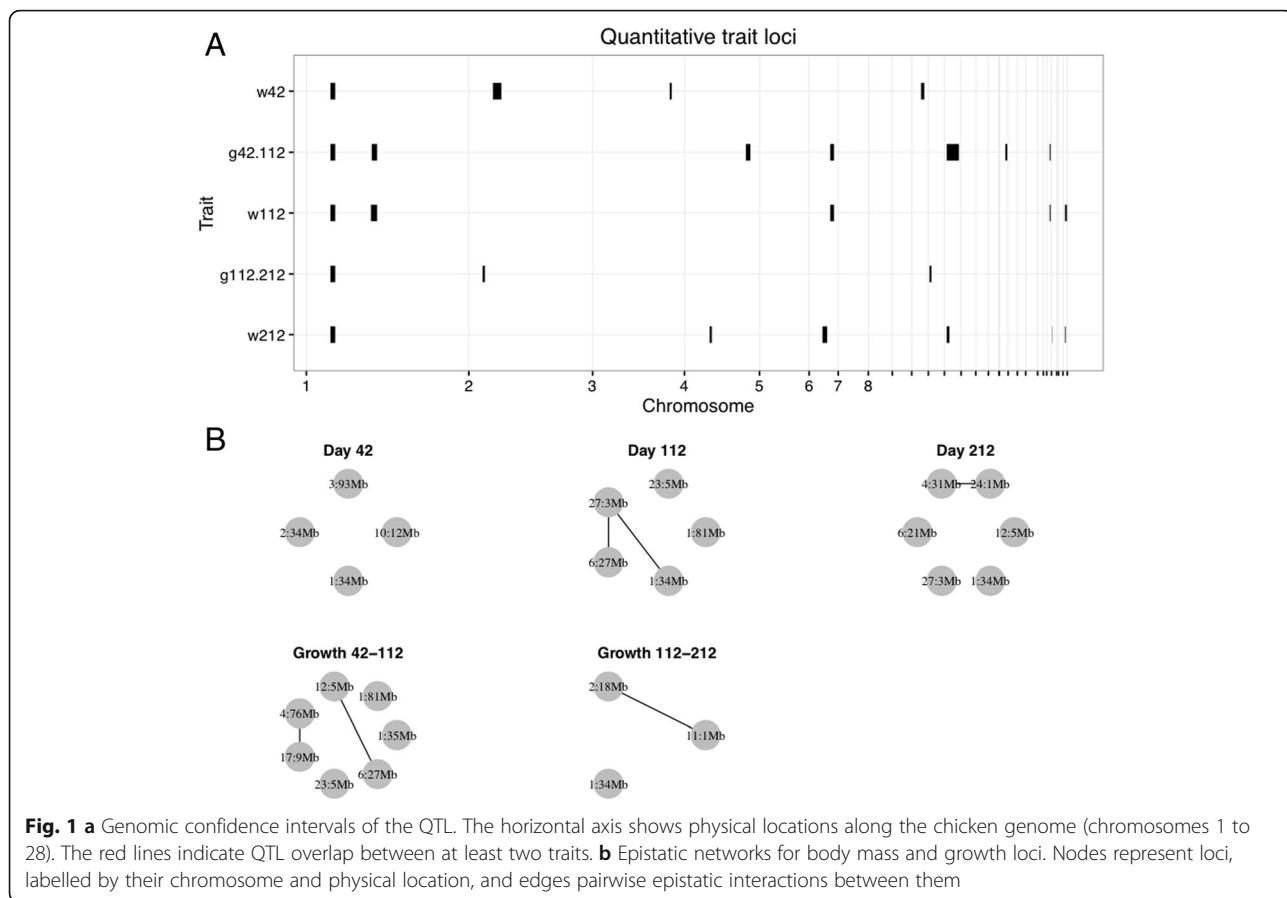 A
Quantitative trait loci
w42
g42.112
w112
g112.212
w212
Trait
1 2 3 4 5 6 7 8
Chromosome
B
Day 42
3:93Mb
2:34Mb
10:12Mb
1:34Mb
Day 112
23:5Mb
27:3Mb
1:81Mb
6:27Mb
1:34Mb
Day 212
4:31Mb
24:1Mb
6:21Mb
12:5Mb
27:3Mb
1:34Mb
Growth 42–112
12:5Mb
1:81Mb
4:76Mb
1:35Mb
17:9Mb
6:27Mb
23:5Mb
Growth 112–212
2:18Mb
11:1Mb
1:34Mb
Fig. 1 a Genomic confidence intervals of the QTL. The horizontal axis shows physical locations along the chicken genome (chromosomes 1 to
28). The red lines indicate QTL overlap between at least two traits. b Epistatic networks for body mass and growth loci. Nodes represent loci,
labelled by their chromosome and physical location, and edges pairwise epistatic interactions between them